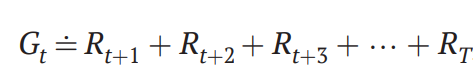 G_t ≐ R_{t+1} + R_{t+2} + R_{t+3} + ⋯ + R_T